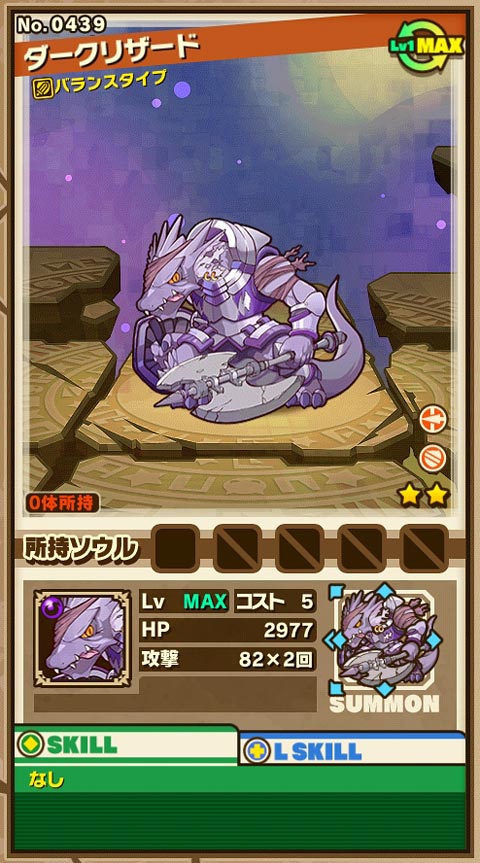 No.0439
ダークリザード
Lv1 MAX
バランスタイプ
0体所持
所持ソウル
Lv MAX コスト 5
HP 2977
攻撃 82×2回
SUMMON
SKILL
L SKILL
なし